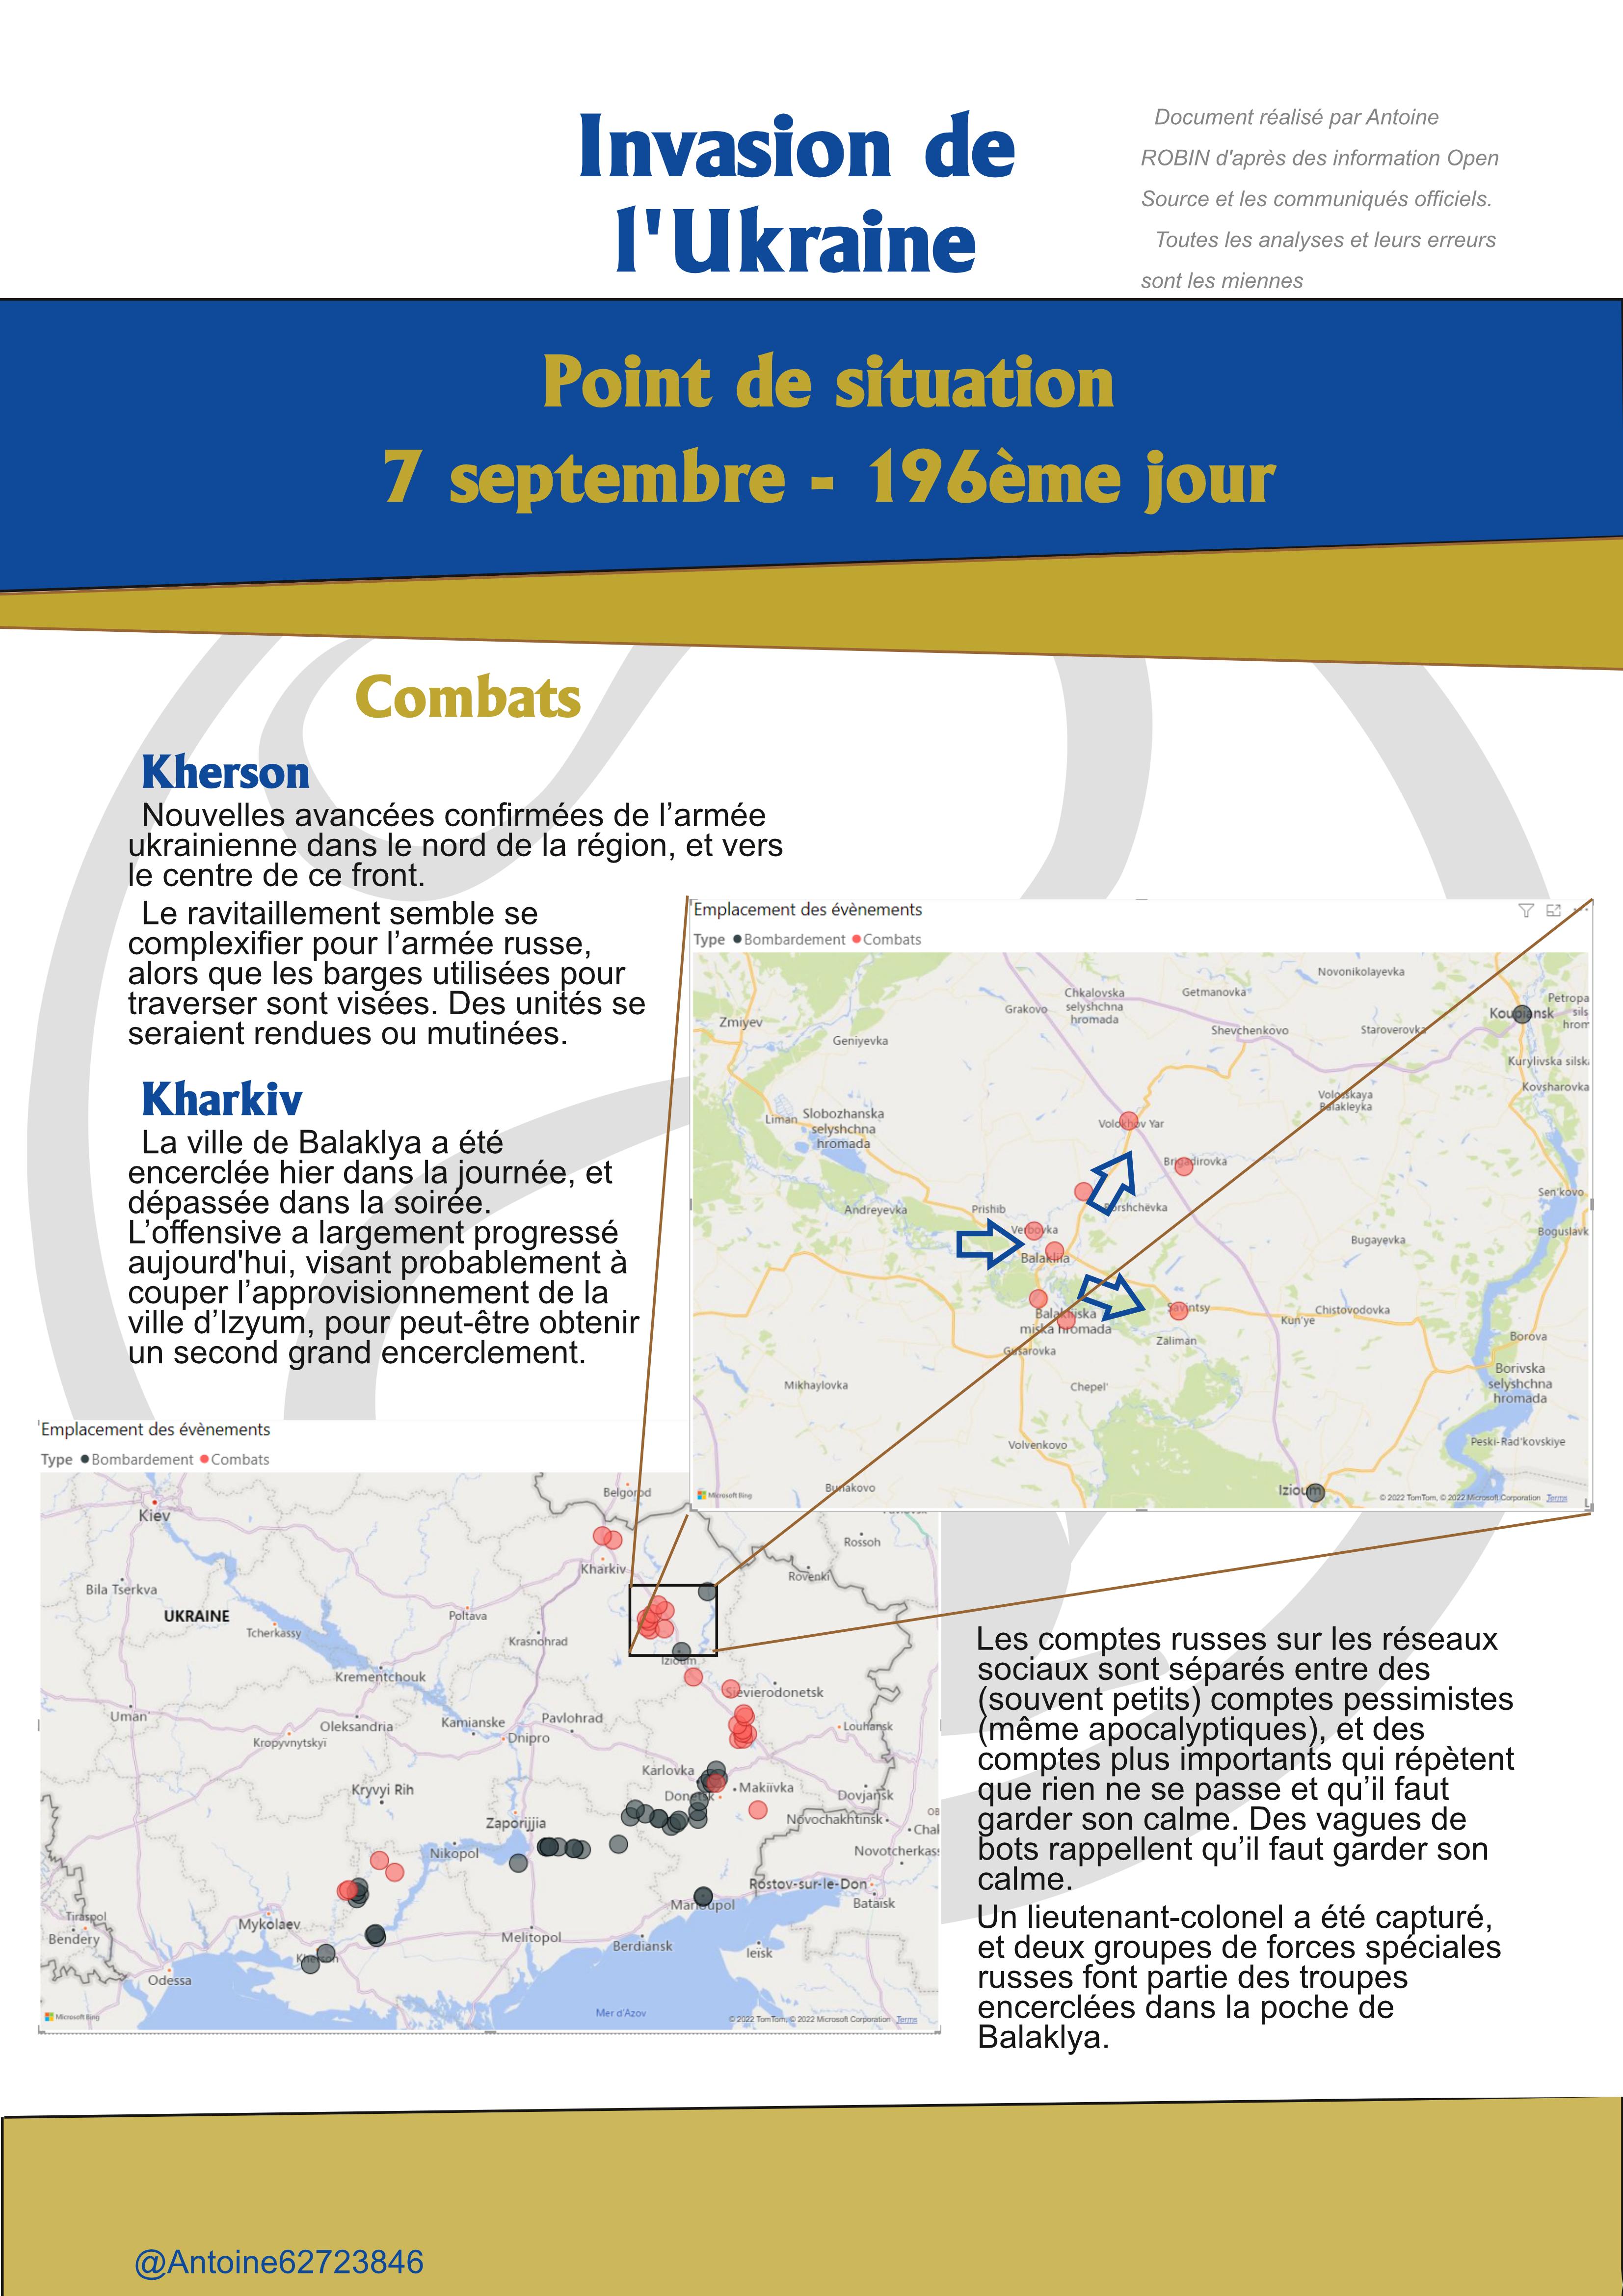 Invasion de
l'Ukraine
Document réalisé par Antoine
ROBIN d'après des information Open
Source et les communiqués officiels.
Toutes les analyses et leurs erreurs
sont les miennes
Point de situation
7 septembre - 196ème jour
Combats
Kherson
Nouvelles avancées confirmées de l’armée
ukrainienne dans le nord de la région, et vers
le centre de ce front.
Le ravitaillement semble se
complexifier pour l’armée russe,
alors que les barges utilisées pour
traverser sont visées. Des unités se
seraient rendues ou mutinées.
Kharkiv
La ville de Balaklya a été
encerclée hier dans la journée, et
dépassée dans la soirée.
L’offensive a largement progressé
aujourd'hui, visant probablement à
couper l’approvisionnement de la
ville d’Izyum, pour peut-être obtenir
un second grand encerclement.
Emplacement des évènements
Type Bombardement Combats
Novonikolayevka
Chkalovska
selyshchna
hromada
Getmanovka
Grakovo
Petropa
sils
hrom
Koupiansk
Zmiyev
Shevchenkovo
Staroverovka
Geniyevka
Kurylivska silska
Kovsharovka
Volosskaya
Balakleyka
Liman
Slobozhanska
selyshchna
hromada
Volokhov Yar
Brigadirovka
Sen'kovo
Andreyevka
Prishib
Borshchëvka
Verbovka
Boguslavk
Bugayevka
Balakliia
Savintsy
Chistovodovka
Balakliiska
miska hromada
Kun'ye
Zaliman
Borova
Gusarovka
Borivska
selyshchna
hromada
Mikhaylovka
Chepel'
Volvenkovo
Peski-Rad'kovskiye
Bunakovo
Izioum
Microsoft Bing
© 2022 TomTom, © 2022 Microsoft Corporation Terms
Emplacement des évènements
Type Bombardement Combats
Belgorod
Kiev
Rossoh
Kharkiv
Rovenki
Bila Tserkva
UKRAINE
Poltava
Tcherkassy
Krasnohrad
Izioum
Krementchouk
Sievierodonetsk
Uman
Oleksandria
Kamianske
Pavlohrad
Louhansk
Kropyvnytskyï
Dnipro
Karlovka
Kryvyi Rih
Makiïvka
Donetsk
Dovjansk
Zaporijjia
Novochakhtinsk
Chal
Nikopol
Novotcherkass
Rostov-sur-le-Don
Marioupol
Bataïsk
Tiraspol
Mykolaev
Bendery
Melitopol
Berdiansk
Ieisk
Kherson
Odessa
Mer d'Azov
Microsoft Bing
© 2022 TomTom, © 2022 Microsoft Corporation Terms
Les comptes russes sur les réseaux
sociaux sont séparés entre des
(souvent petits) comptes pessimistes
(même apocalyptiques), et des
comptes plus importants qui répètent
que rien ne se passe et qu’il faut
garder son calme. Des vagues de
bots rappellent qu’il faut garder son
calme.
Un lieutenant-colonel a été capturé,
et deux groupes de forces spéciales
russes font partie des troupes
encerclées dans la poche de
Balaklya.
@Antoine62723846